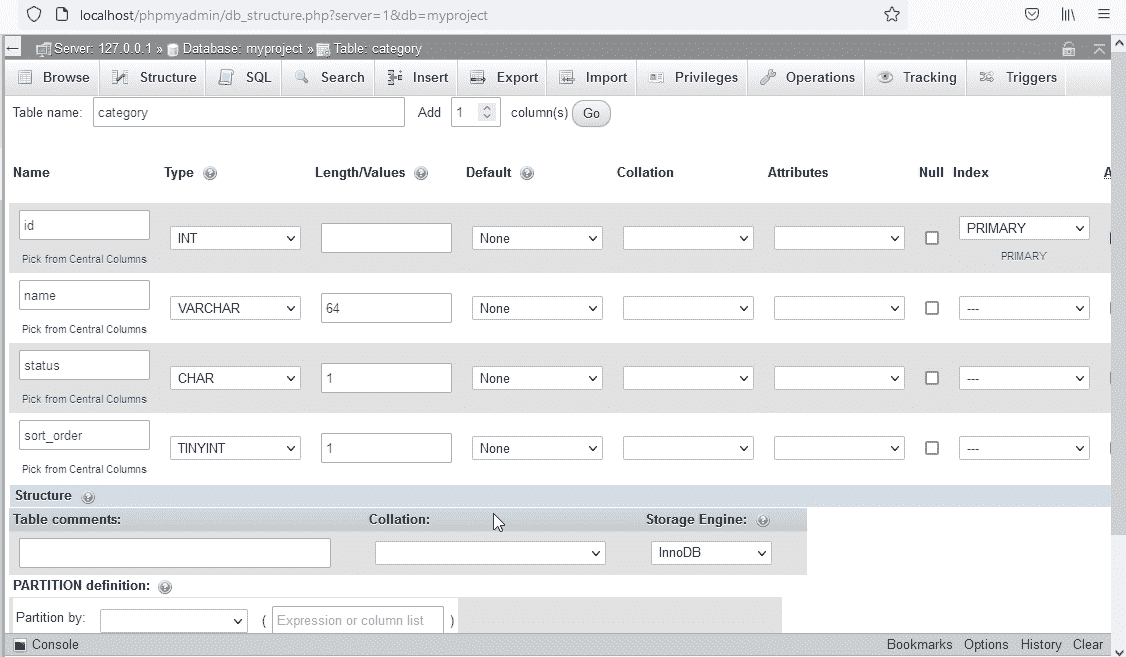 localhost/phpmyadmin/db_structure.php?server=1&db=myproject
Server: 127.0.0.1 » Database: myproject » Table: category
Browse Structure SQL Search Insert Export Import Privileges Operations Tracking Triggers
Table name: category Add 1 column(s) Go
Name Type Length/Values Default Collation Attributes Null Index A
id INT None PRIMARY
Pick from Central Columns PRIMARY
name VARCHAR 64 None ---
Pick from Central Columns
status CHAR 1 None ---
Pick from Central Columns
sort_order TINYINT 1 None ---
Pick from Central Columns
Structure
Table comments: Collation: Storage Engine:
InnoDB
PARTITION definition:
Partition by: ( Expression or column list )
Console Bookmarks Options History Clear